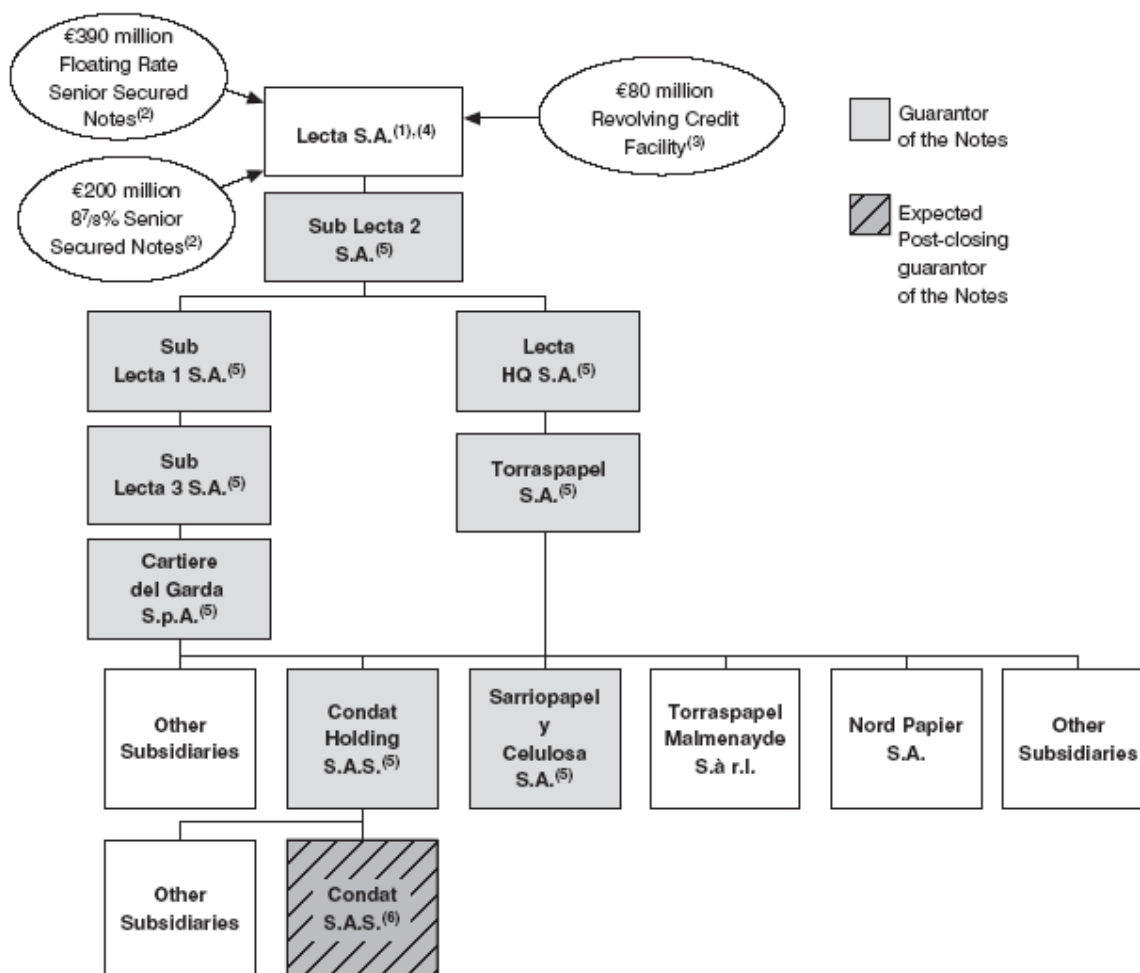 €390 million
Floating Rate
Senior Secured
Notes(2)
Lecta S.A.(1),(4)
€80 million
Revolving Credit
Facility(3)
Guarantor
of the Notes
€200 million
8 7/8% Senior
Secured Notes(2)
Sub Lecta 2
S.A.(5)
Expected
Post-closing
guarantor
of the Notes
Sub
Lecta 1 S.A.(5)
Lecta
HQ S.A.(5)
Sub
Lecta 3 S.A.(5)
Torraspapel
S.A.(5)
Cartiere
del Garda
S.p.A.(5)
Other
Subsidiaries
Condat
Holding
S.A.S.(5)
Sarriopapel
y
Celulosa
S.A.(5)
Torraspapel
Malmenayde
S.à r.l.
Nord Papier
S.A.
Other
Subsidiaries
Other
Subsidiaries
Condat
S.A.S.(6)